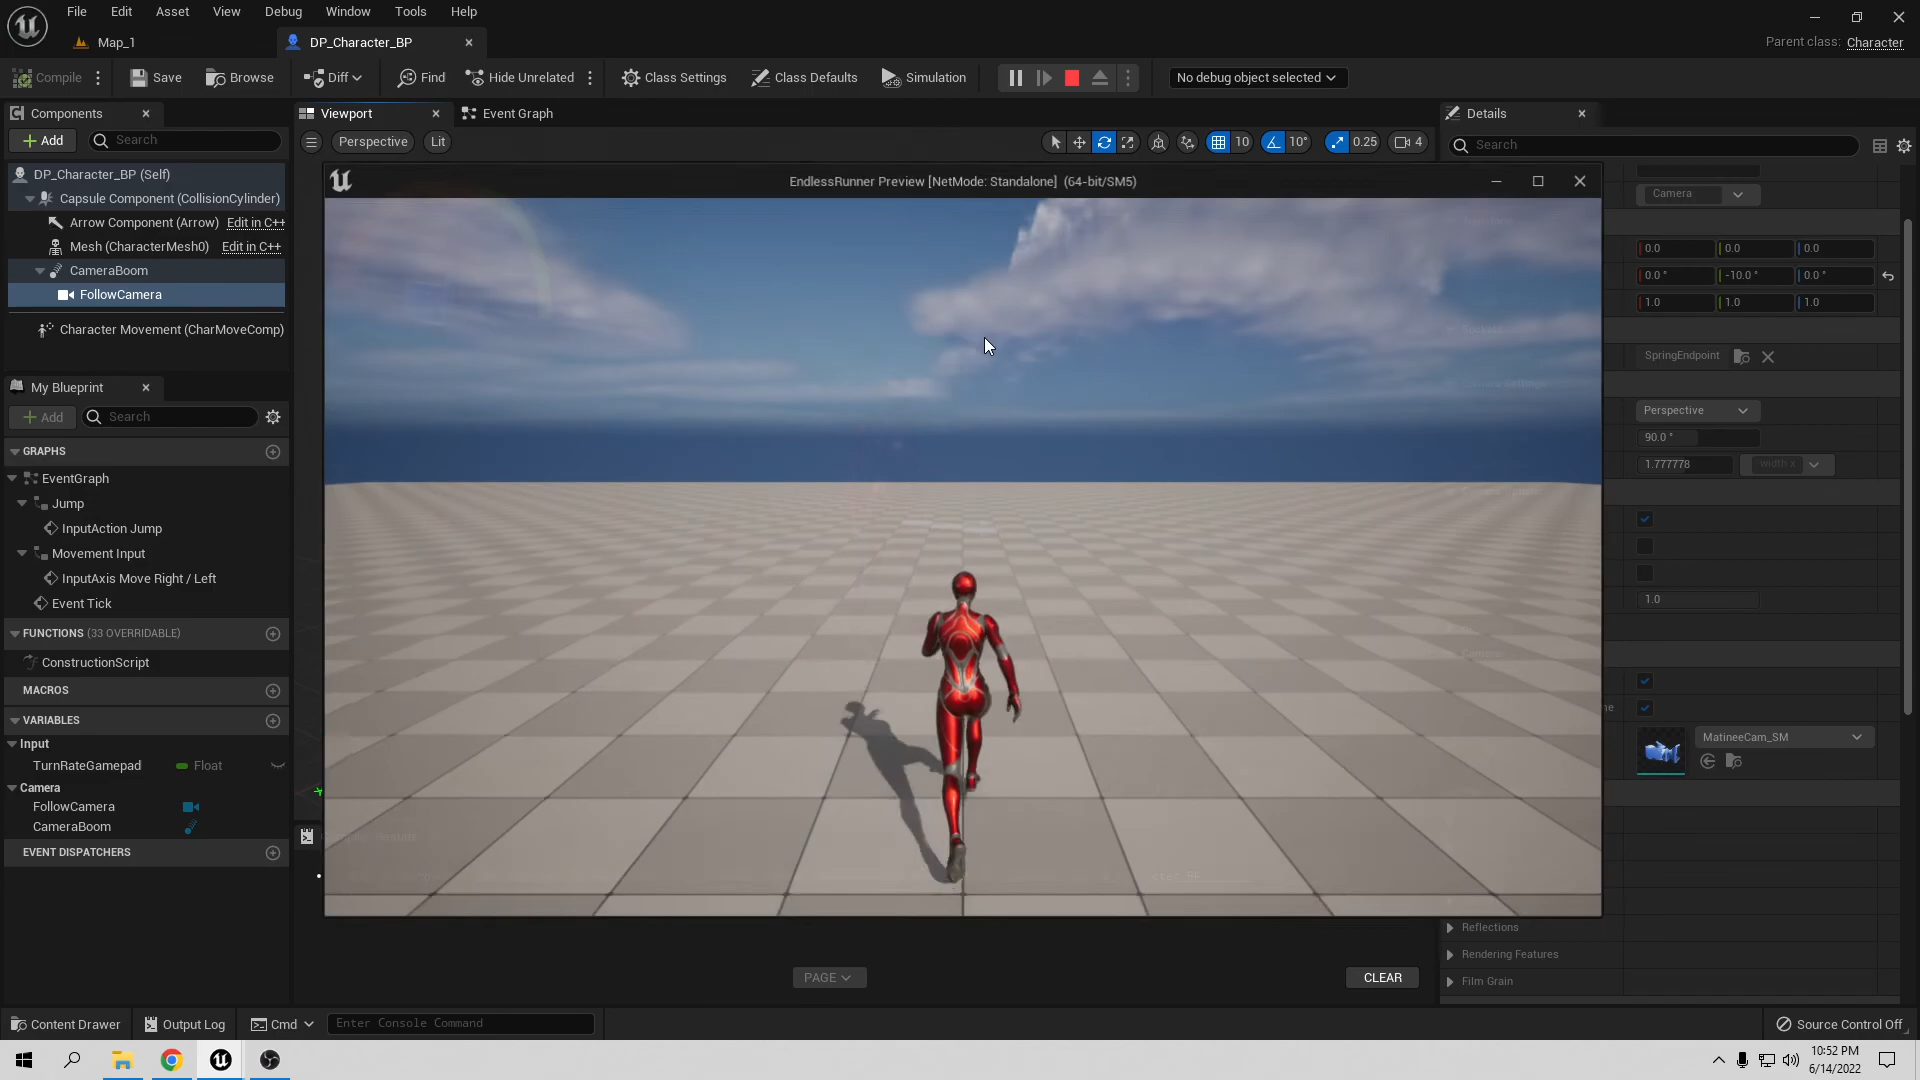 File Edit Asset View Debug Window Tools Help
Map_1
DP_Character_BP
Parent class: Character
Compile Save Browse Diff Find Hide Unrelated Class Settings Class Defaults Simulation No debug object selected
Components
Add Search
DP_Character_BP (Self)
Capsule Component (CollisionCylinder)
Arrow Component (Arrow) Edit in C++
Mesh (CharacterMesh0) Edit in C++
CameraBoom
FollowCamera
Character Movement (CharMoveComp)
My Blueprint
Add Search
GRAPHS
EventGraph
Jump
InputAction Jump
Movement Input
InputAxis Move Right / Left
Event Tick
FUNCTIONS (33 OVERRIDABLE)
ConstructionScript
MACROS
VARIABLES
Input
TurnRateGamepad Float
Camera
FollowCamera
CameraBoom
EVENT DISPATCHERS
Viewport Event Graph
Perspective Lit 10 10° 0.25 4
EndlessRunner Preview [NetMode: Standalone] (64-bit/SM5)
PAGE CLEAR
Details
Search
Camera
0.0 0.0 0.0
0.0 ° -10.0 ° 0.0 °
1.0 1.0 1.0
SpringEndpoint
Perspective
90.0 °
1.777778 width x
1.0
MatineeCam_SM
Reflections
Rendering Features
Film Grain
Content Drawer Output Log Cmd Enter Console Command Source Control Off
10:52 PM
6/14/2022